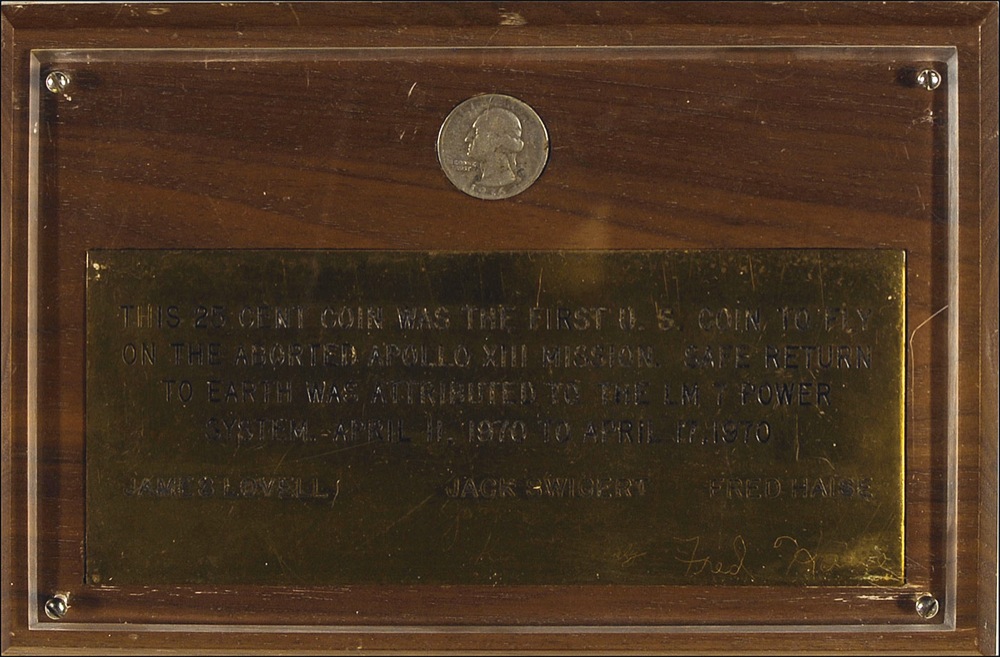 THIS 25 CENT COIN WAS THE FIRST U. S. COIN TO FLY
ON THE ABORTED APOLLO XIII MISSION. SAFE RETURN
TO EARTH WAS ATTRIBUTED TO THE LM 7 POWER
SYSTEM. APRIL 11, 1970 TO APRIL 17, 1970
JAMES LOVELL JACK SWIGERT FRED HAISE
Fred Haise